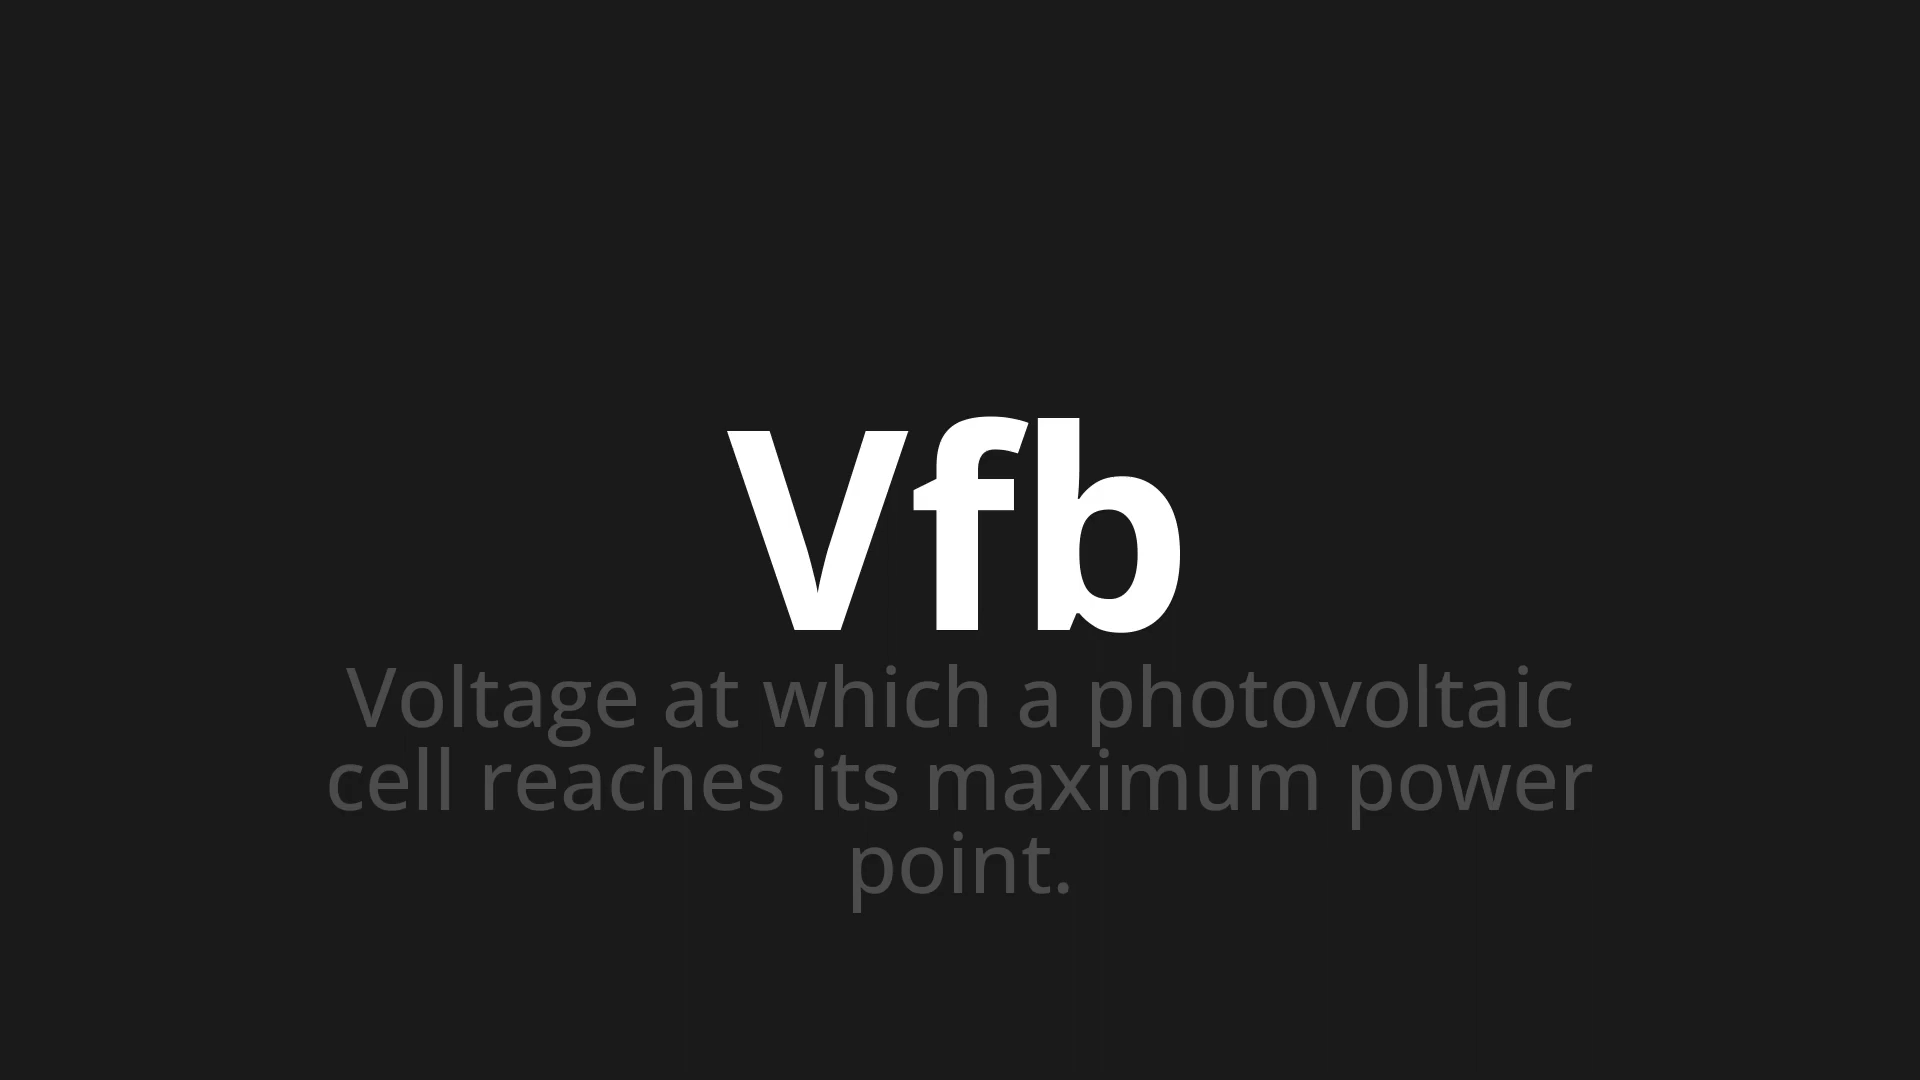 Vfb
Voltage at which a photovoltaic
cell reaches its maximum power
point.